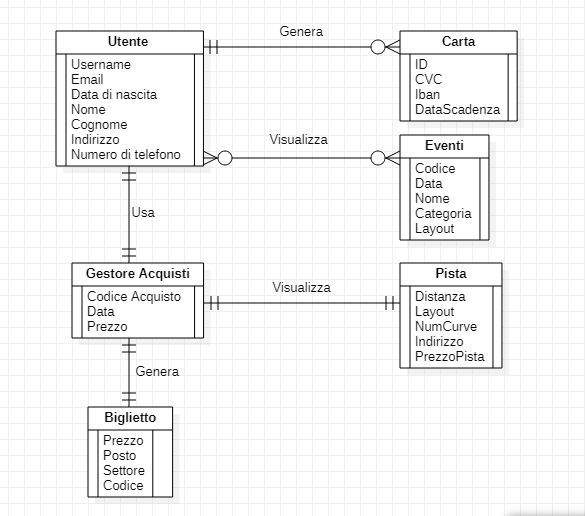 Utente
Username
Email
Data di nascita
Nome
Cognome
Indirizzo
Numero di telefono
Genera
Carta
ID
CVC
Iban
DataScadenza
Visualizza
Eventi
Codice
Data
Nome
Categoria
Layout
Usa
Gestore Acquisti
Codice Acquisto
Data
Prezzo
Visualizza
Pista
Distanza
Layout
NumCurve
Indirizzo
PrezzoPista
Genera
Biglietto
Prezzo
Posto
Settore
Codice